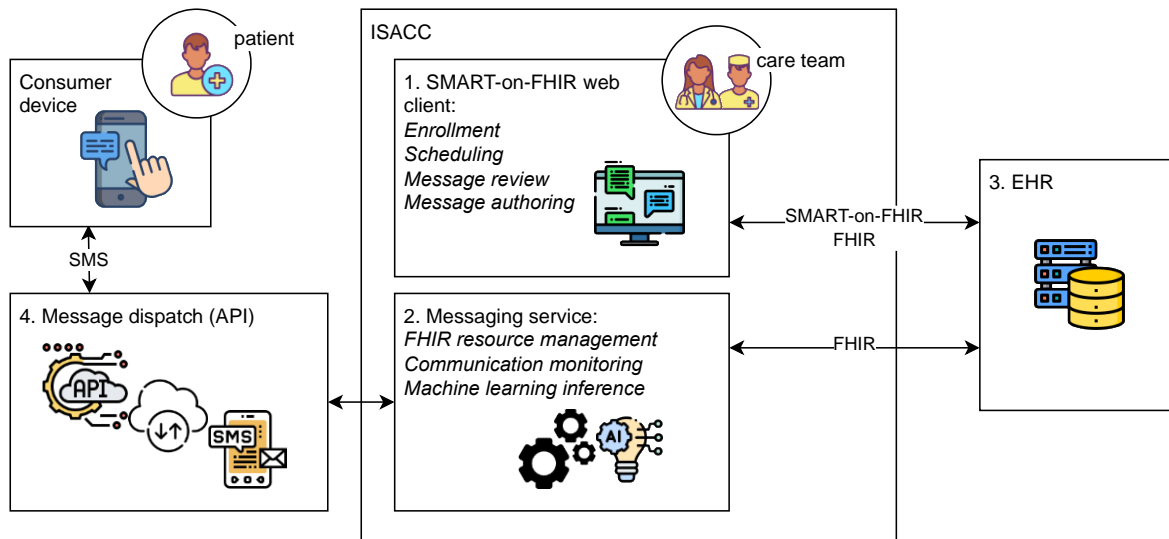 patient
Consumer
device
ISACC
care team
1. SMART-on-FHIR web
client:
Enrollment
Scheduling
Message review
Message authoring
3. EHR
SMART-on-FHIR
FHIR
SMS
4. Message dispatch (API)
API
SMS
2. Messaging service:
FHIR resource management
Communication monitoring
Machine learning inference
AI
FHIR